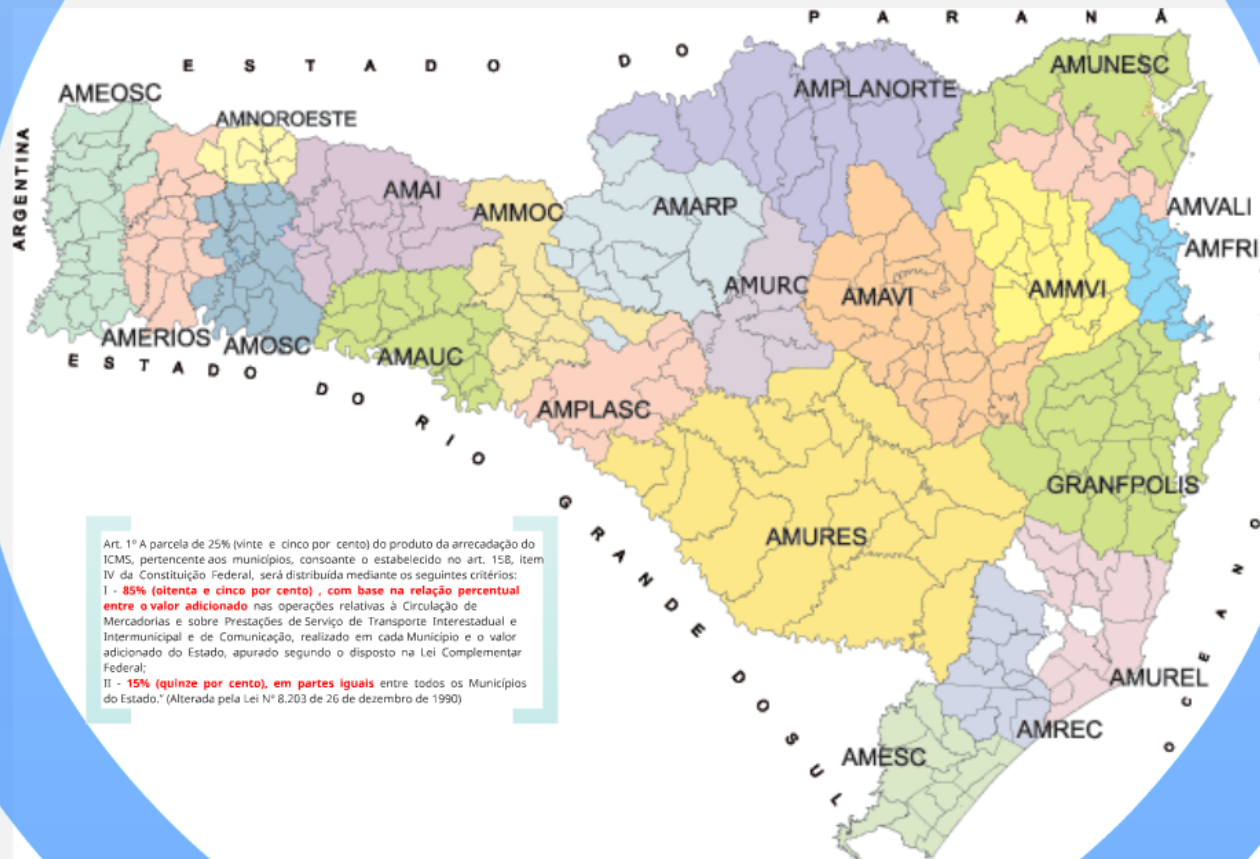 P A R A N Á
E S T A D O D O
AMUNESC
AMEOSC
AMPLANORTE
AMNOROESTE
ARGENTINA
AMAI
AMMOC
AMARP
AMVALI
AMFRI
AMURC
AMAVI
AMMVI
AMERIOS
AMOSC
AMAUC
E S T A D O D O R I O G R A N D E D O S U L
AMPLASC
GRANFPOLIS
AMURES
O C E A N O
AMUREL
AMREC
AMESC
Art. 1º A parcela de 25% (vinte e cinco por cento) do produto da arrecadação do
ICMS, pertencente aos municípios, consoante o estabelecido no art. 158, item
IV da Constituição Federal, será distribuída mediante os seguintes critérios:
I - 85% (oitenta e cinco por cento) , com base na relação percentual
entre o valor adicionado nas operações relativas à Circulação de
Mercadorias e sobre Prestações de Serviço de Transporte Interestadual e
Intermunicipal e de Comunicação, realizado em cada Município e o valor
adicionado do Estado, apurado segundo o disposto na Lei Complementar
Federal;
II - 15% (quinze por cento), em partes iguais entre todos os Municípios
do Estado." (Alterada pela Lei Nº 8.203 de 26 de dezembro de 1990)